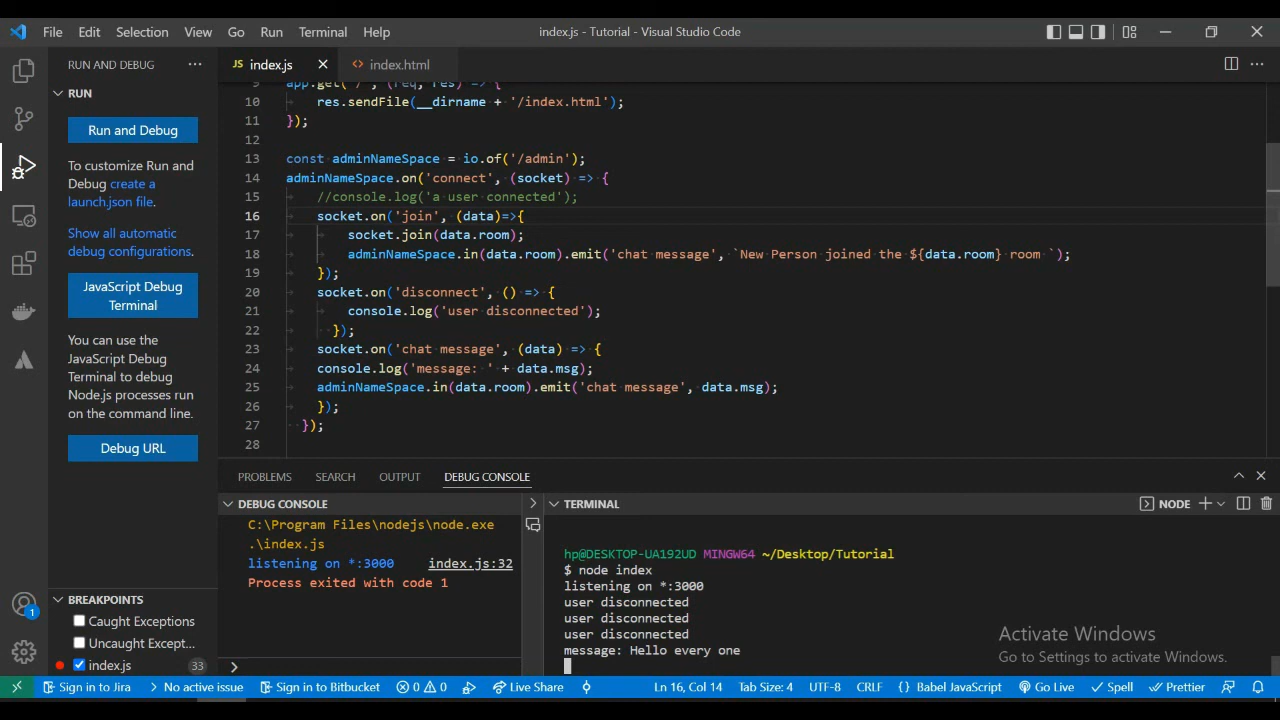 File Edit Selection View Go Run Terminal Help index.js - Tutorial - Visual Studio Code
RUN AND DEBUG ···
JS index.js × <> index.html ···
RUN
Run and Debug
To customize Run and
Debug create a
launch.json file.
Show all automatic
debug configurations.
JavaScript Debug
Terminal
You can use the
JavaScript Debug
Terminal to debug
Node.js processes run
on the command line.
Debug URL
9 app.get('/', (req, res) => {
10 res.sendFile(__dirname + '/index.html');
11 });
12
13 const adminNameSpace = io.of('/admin');
14 adminNameSpace.on('connect', (socket) => {
15 //console.log('a user connected');
16 socket.on('join', (data)=>{
17 socket.join(data.room);
18 adminNameSpace.in(data.room).emit('chat message', `New Person joined the ${data.room} room `);
19 });
20 socket.on('disconnect', () => {
21 console.log('user disconnected');
22 });
23 socket.on('chat message', (data) => {
24 console.log('message: ' + data.msg);
25 adminNameSpace.in(data.room).emit('chat message', data.msg);
26 });
27 });
28
PROBLEMS SEARCH OUTPUT DEBUG CONSOLE
DEBUG CONSOLE
C:\Program Files\nodejs\node.exe
.\index.js
listening on *:3000 index.js:32
Process exited with code 1
TERMINAL NODE
hp@DESKTOP-UA192UD MINGW64 ~/Desktop/Tutorial
$ node index
listening on *:3000
user disconnected
user disconnected
user disconnected
message: Hello every one
BREAKPOINTS
Caught Exceptions
Uncaught Except...
index.js 33
1
Activate Windows
Go to Settings to activate Windows.
Sign in to Jira No active issue Sign in to Bitbucket 0 0 Live Share Ln 16, Col 14 Tab Size: 4 UTF-8 CRLF {} Babel JavaScript Go Live Spell Prettier